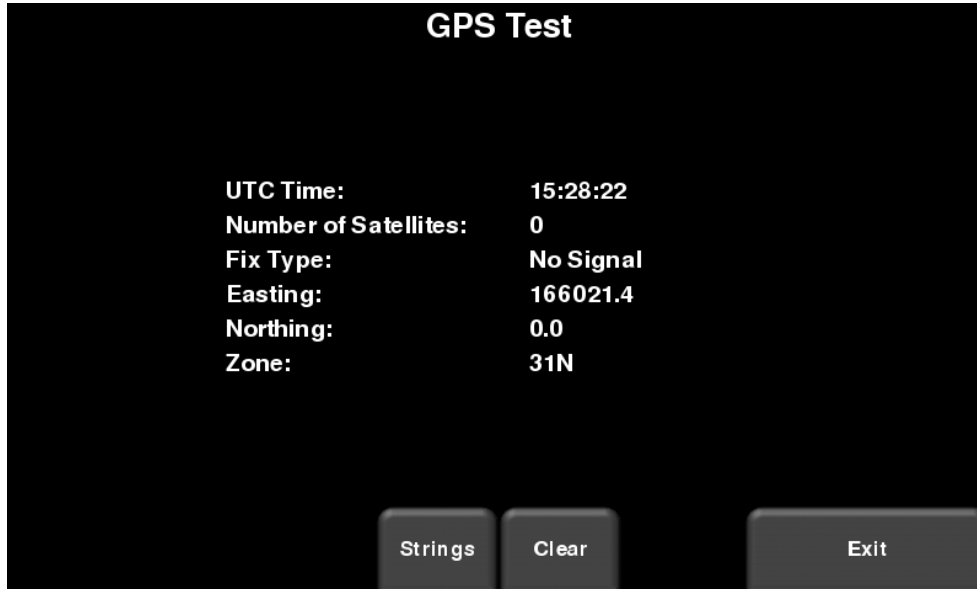 GPS Test
UTC Time: 15:28:22
Number of Satellites: 0
Fix Type: No Signal
Easting: 166021.4
Northing: 0.0
Zone: 31N
Strings Clear Exit